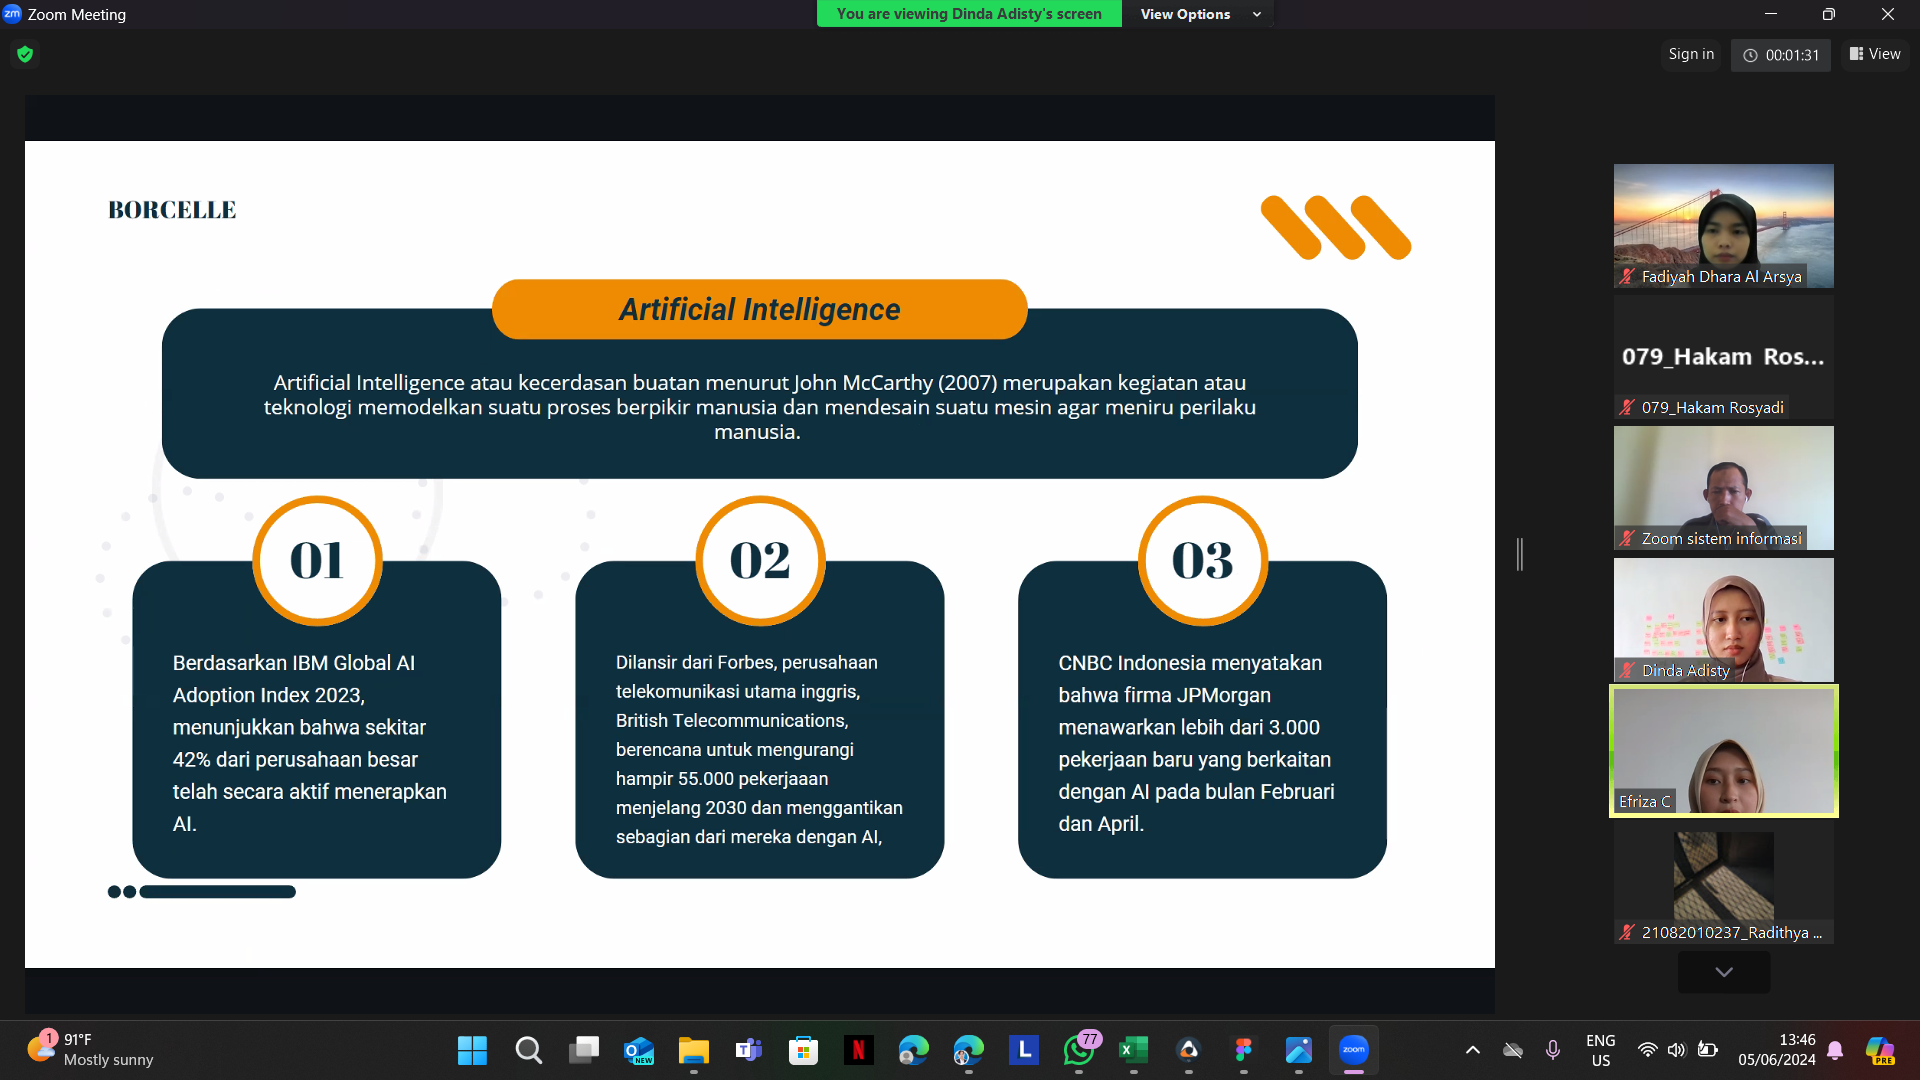 Zoom Meeting
You are viewing Dinda Adisty's screen
View Options
Sign in
00:01:31
View
BORCELLE
Artificial Intelligence
Artificial Intelligence atau kecerdasan buatan menurut John McCarthy (2007) merupakan kegiatan atau
teknologi memodelkan suatu proses berpikir manusia dan mendesain suatu mesin agar meniru perilaku
manusia.
01
Berdasarkan IBM Global AI
Adoption Index 2023,
menunjukkan bahwa sekitar
42% dari perusahaan besar
telah secara aktif menerapkan
AI.
02
Dilansir dari Forbes, perusahaan
telekomunikasi utama inggris,
British Telecommunications,
berencana untuk mengurangi
hampir 55.000 pekerjaaan
menjelang 2030 dan menggantikan
sebagian dari mereka dengan AI,
03
CNBC Indonesia menyatakan
bahwa firma JPMorgan
menawarkan lebih dari 3.000
pekerjaan baru yang berkaitan
dengan AI pada bulan Februari
dan April.
Fadiyah Dhara Al Arsya
079_Hakam Ros...
079_Hakam Rosyadi
Zoom sistem informasi
Dinda Adisty
Efriza C
21082010237_Radithya ...
1
91°F
Mostly sunny
NEW
N
L
77
zoom
ENG
US
13:46
05/06/2024
PRE